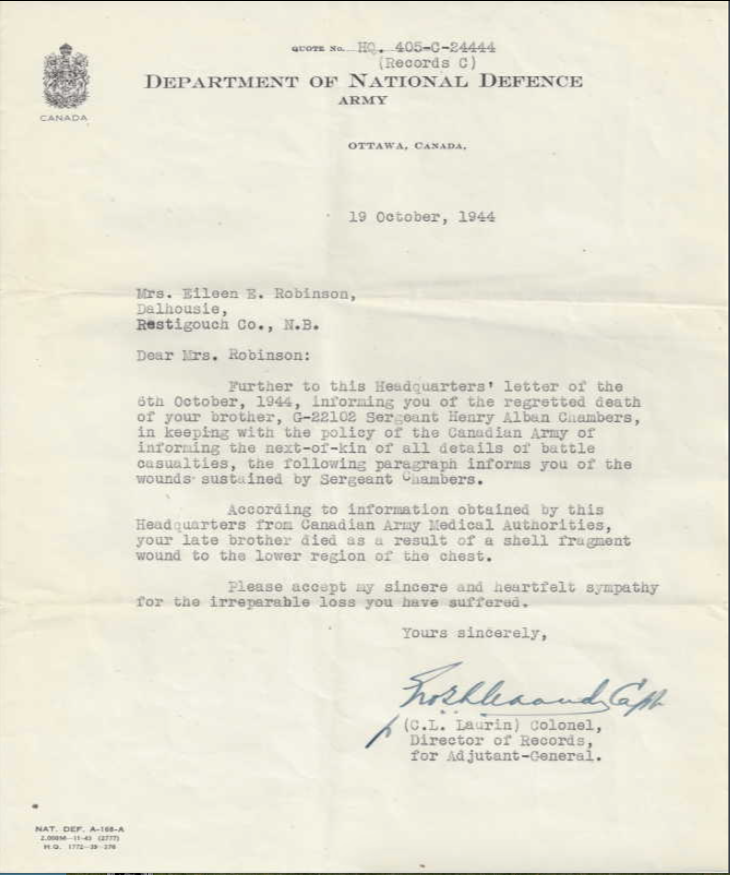 QUOTE No. HQ. 405-C-24444
(Records C)
DEPARTMENT OF NATIONAL DEFENCE
ARMY
CANADA
OTTAWA, CANADA,
19 October, 1944
Mrs. Eileen E. Robinson,
Dalhousie,
Restigouch Co., N.B.
Dear Mrs. Robinson:
Further to this Headquarters' letter of the
6th October, 1944, informing you of the regretted death
of your brother, G-22102 Sergeant Henry Alban Chambers,
in keeping with the policy of the Canadian Army of
informing the next-of-kin of all details of battle
casualties, the following paragraph informs you of the
wounds sustained by Sergeant Chambers.
According to information obtained by this
Headquarters from Canadian Army Medical Authorities,
your late brother died as a result of a shell fragment
wound to the lower region of the chest.
Please accept my sincere and heartfelt sympathy
for the irreparable loss you have suffered.
Yours sincerely,
Capt
(C.L. Laurin) Colonel,
Director of Records,
for Adjutant-General.
NAT. DEF. A-168-A
H.Q. 1772-39-276